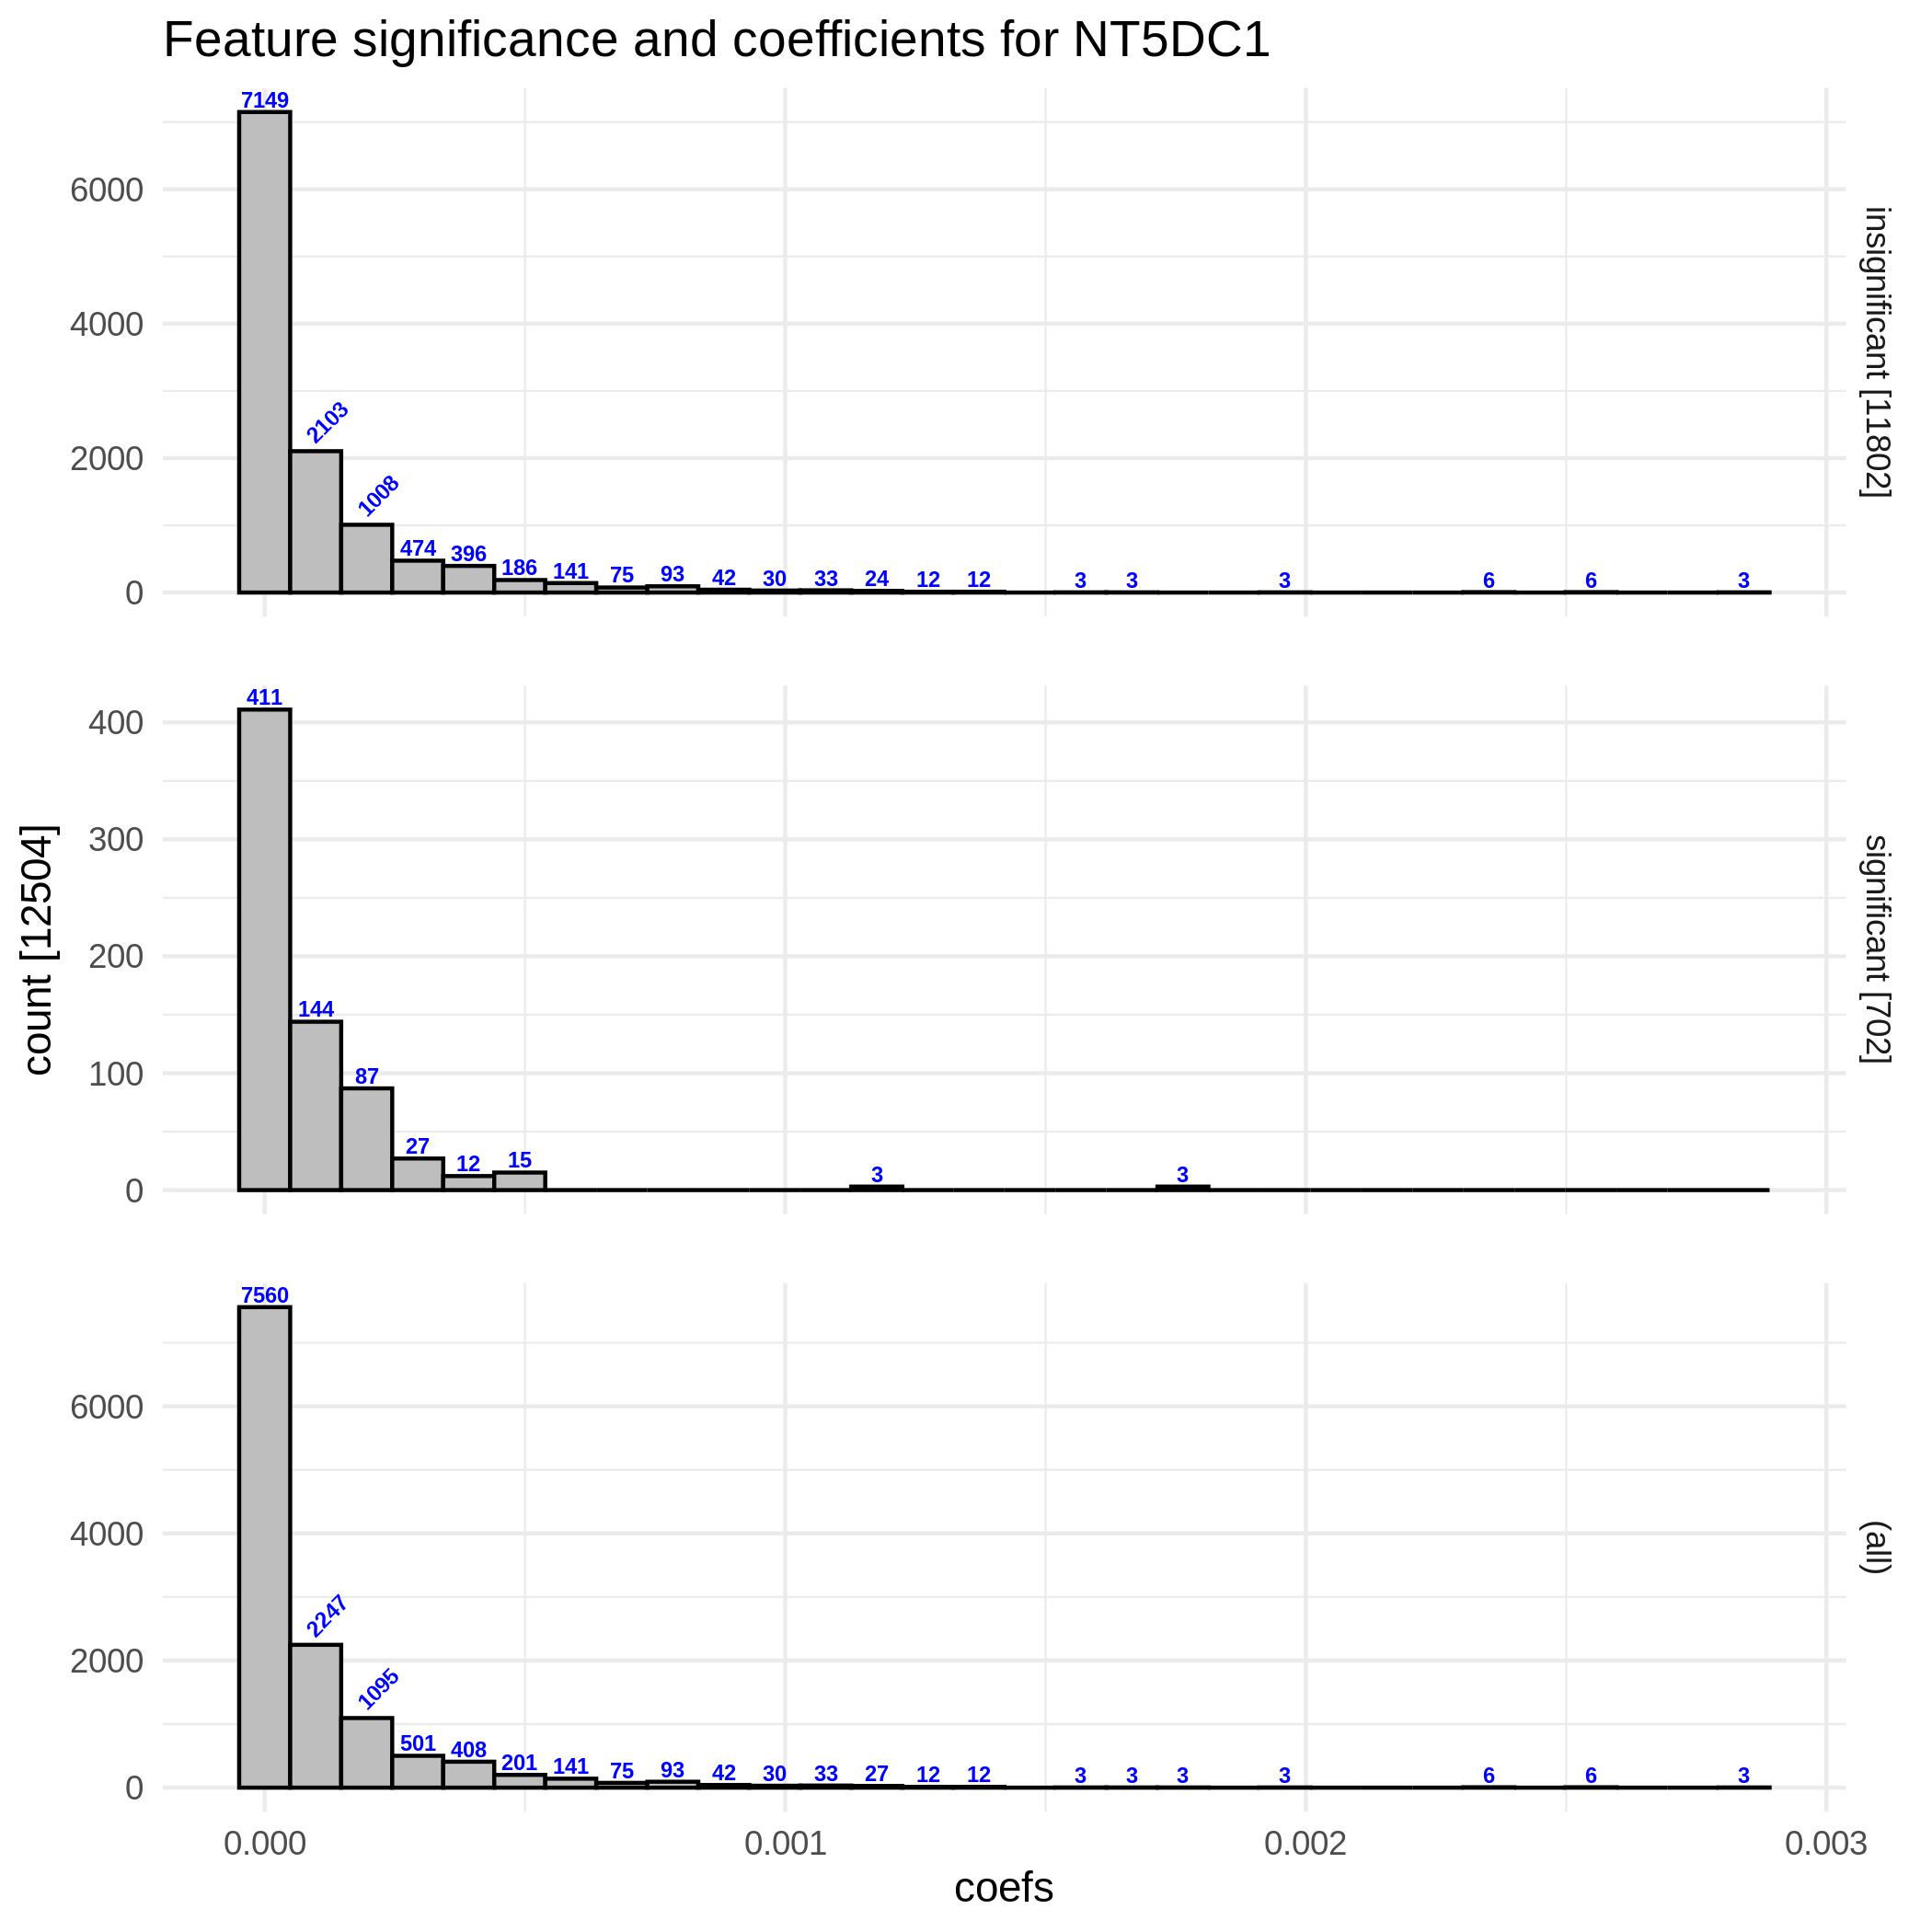 Feature significance and coefficients for NT5DC1
7149
2103
1008
474 396 186 141 75 93 42 30 33 24 12 12 3 3 3 6 6 3
6000
4000
2000
0
insignificant [11802]
count [12504]
411
144
87
27 12 15 3 3
400
300
200
100
0
significant [702]
7560
2247
1095
501 408 201 141 75 93 42 30 33 27 12 12 3 3 3 3 6 6 3
6000
4000
2000
0
(all)
0.000 0.001 0.002 0.003
coefs